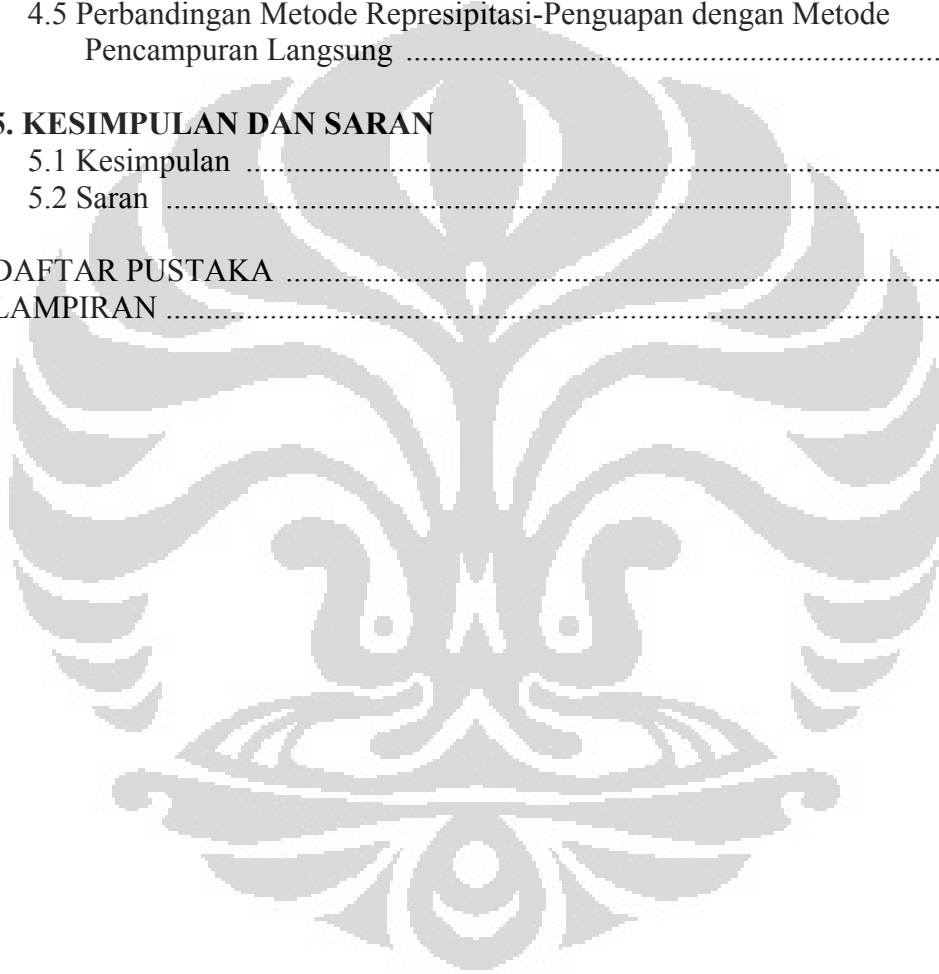 4.5 Perbandingan Metode Represipitasi-Penguapan dengan Metode
Pencampuran Langsung ........................................................................
5. KESIMPULAN DAN SARAN
5.1 Kesimpulan ...............................................................................................
5.2 Saran .........................................................................................................
DAFTAR PUSTAKA .........................................................................................
LAMPIRAN .........................................................................................................